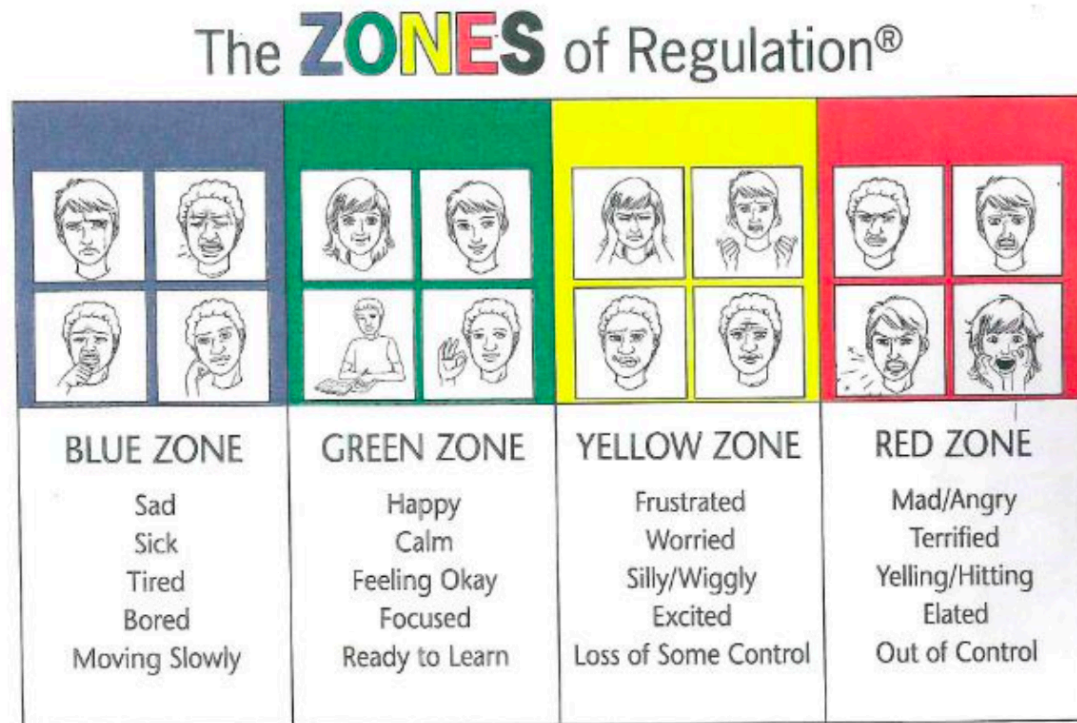 The ZONES of Regulation®
BLUE ZONE
Sad
Sick
Tired
Bored
Moving Slowly
GREEN ZONE
Happy
Calm
Feeling Okay
Focused
Ready to Learn
YELLOW ZONE
Frustrated
Worried
Silly/Wiggly
Excited
Loss of Some Control
RED ZONE
Mad/Angry
Terrified
Yelling/Hitting
Elated
Out of Control